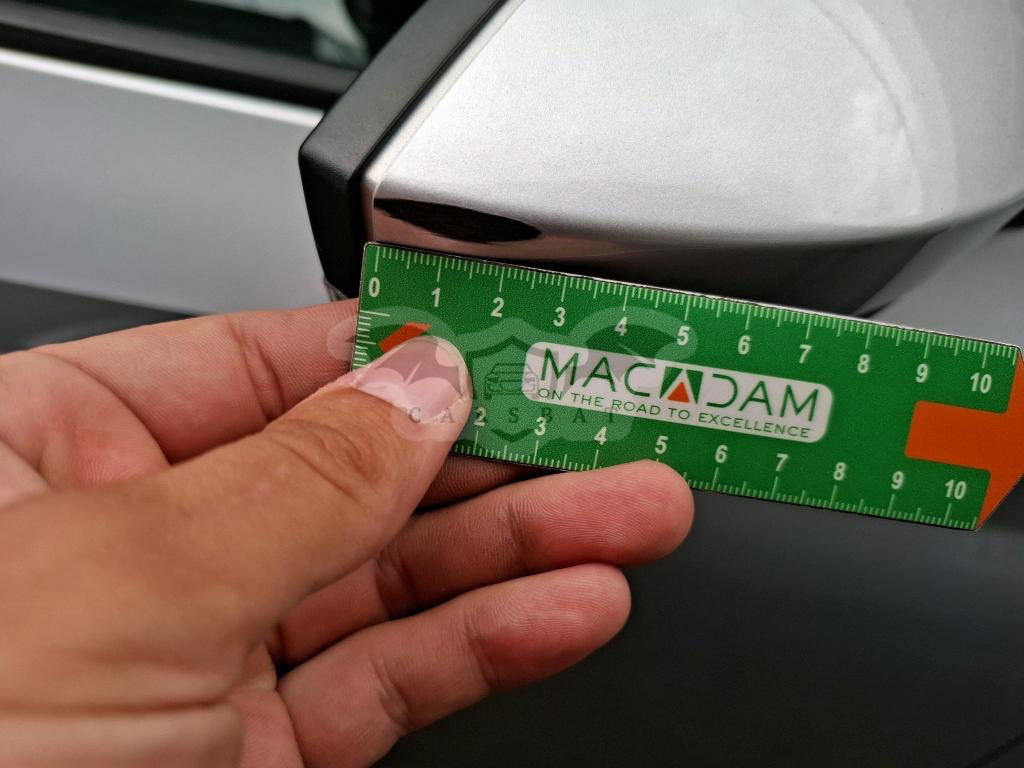 0 1 2 3 4 5 6 7 8 9 10
MACADAM
ON THE ROAD TO EXCELLENCE
2 3 4 5 6 7 8 9 10